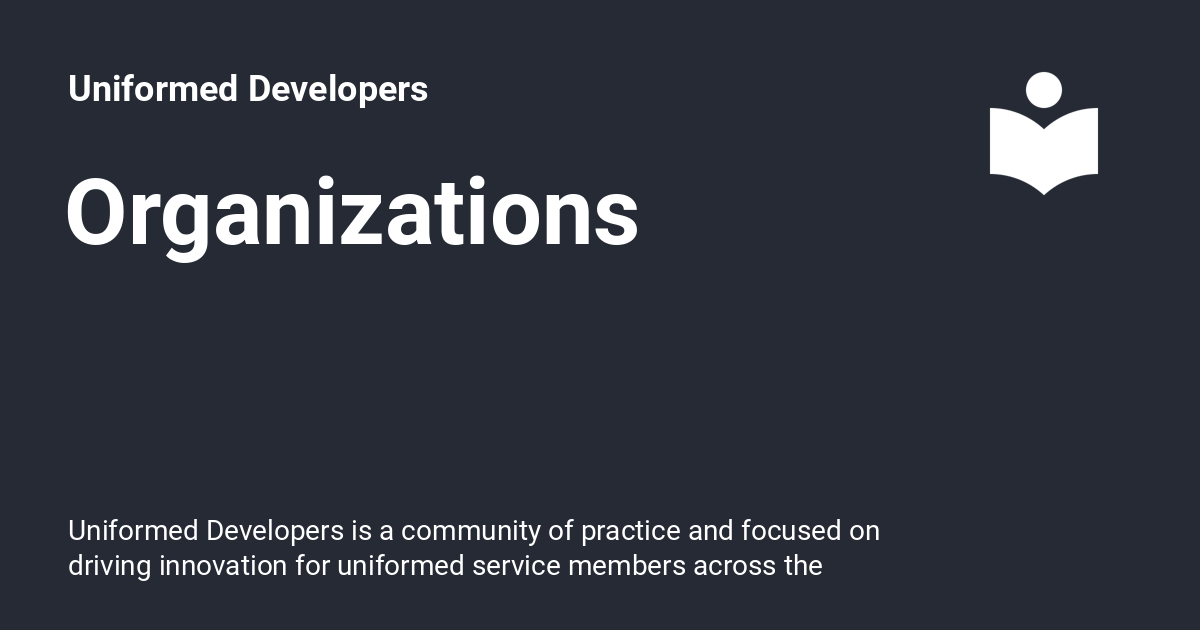 Uniformed Developers
Organizations
Uniformed Developers is a community of practice and focused on
driving innovation for uniformed service members across the